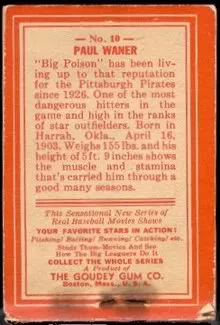 No. 10
PAUL WANER
"Big Poison" has been liv-
ing up to that reputation
for the Pittsburgh Pirates
since 1926. One of the most
dangerous hitters in the
game and high in the ranks
of star outfielders. Born in
Harrah, Okla., April 16,
1903. Weighs 155 lbs. and his
height of 5 ft. 9 inches shows
the muscle and stamina
that's carried him through a
good many seasons.
This Sensational New Series of
Real Baseball Movies Shows
YOUR FAVORITE STARS IN ACTION!
Pitching! Batting! Running! Catching! etc.
Study Them—Movies And See
How The Big Leaguers Do It
COLLECT THE WHOLE SERIES
A Product of
THE GOUDEY GUM CO.
Boston, Mass., U. S. A.